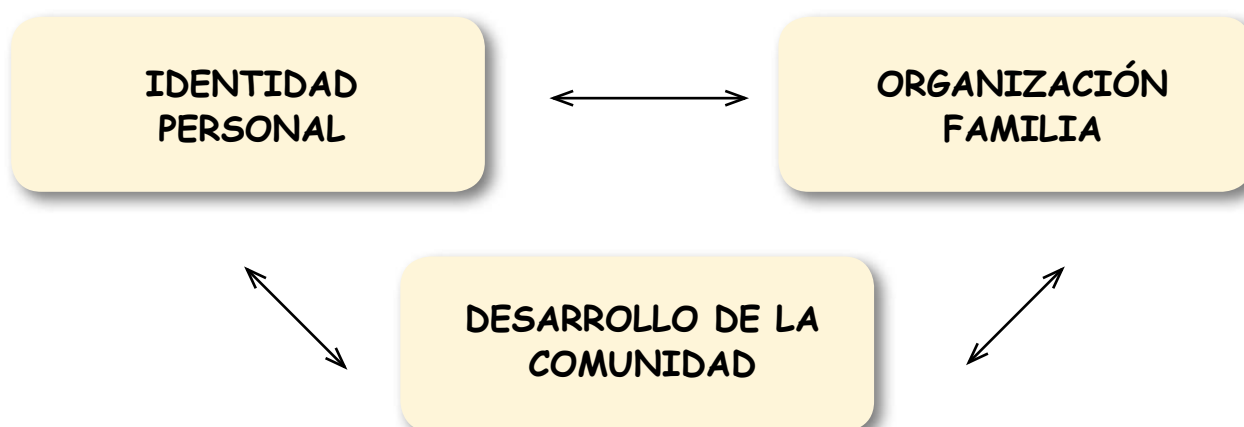 IDENTIDAD
PERSONAL
ORGANIZACIÓN
FAMILIA
DESARROLLO DE LA
COMUNIDAD